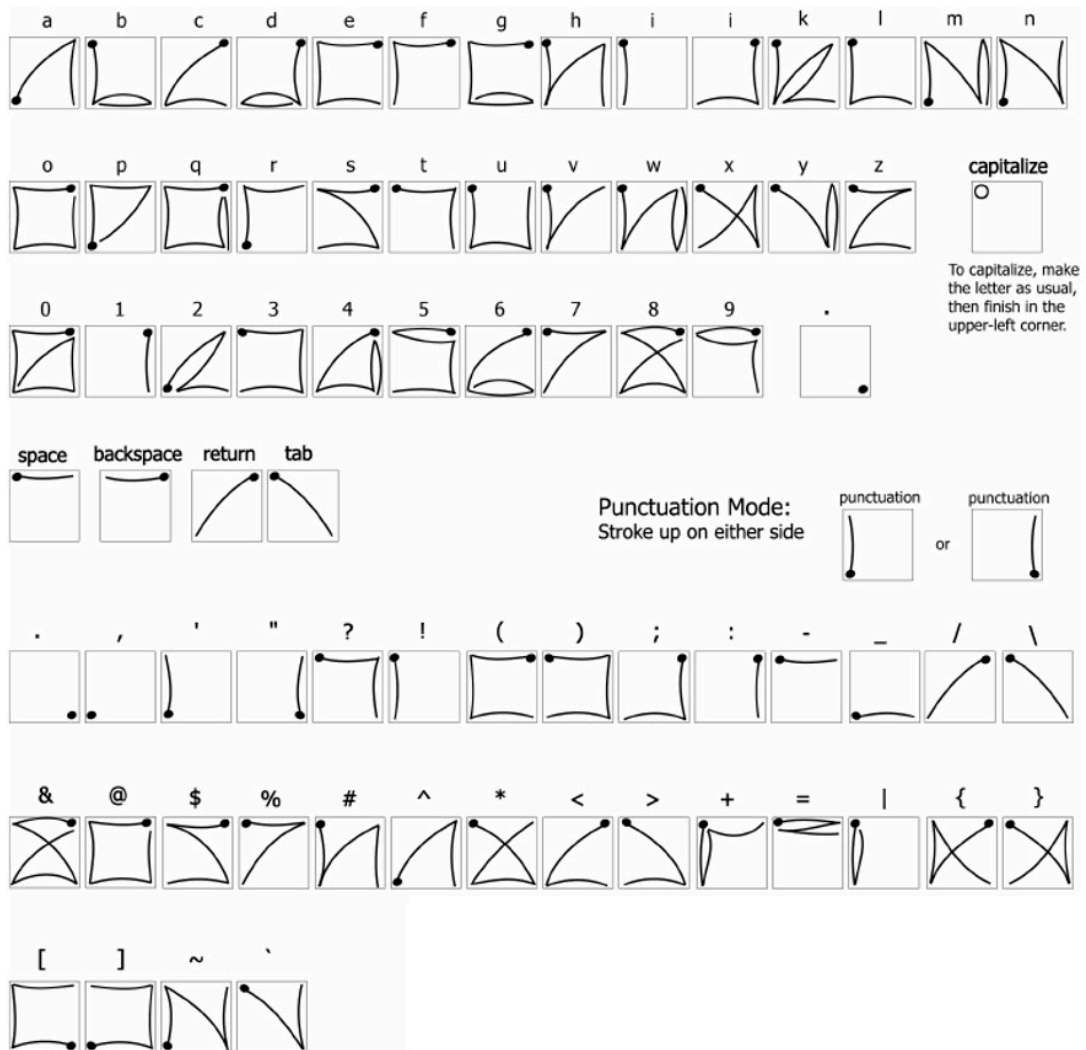 a b c d e f g h i i k l m n
o p q r s t u v w x y z capitalize
To capitalize, make
the letter as usual,
then finish in the
upper-left corner.
0 1 2 3 4 5 6 7 8 9 .
space backspace return tab
Punctuation Mode:
Stroke up on either side
punctuation or punctuation
. , ' " ? ! ( ) ; : - _ / \
& @ $ % # ^ * < > + = | { }
[ ] ~ `